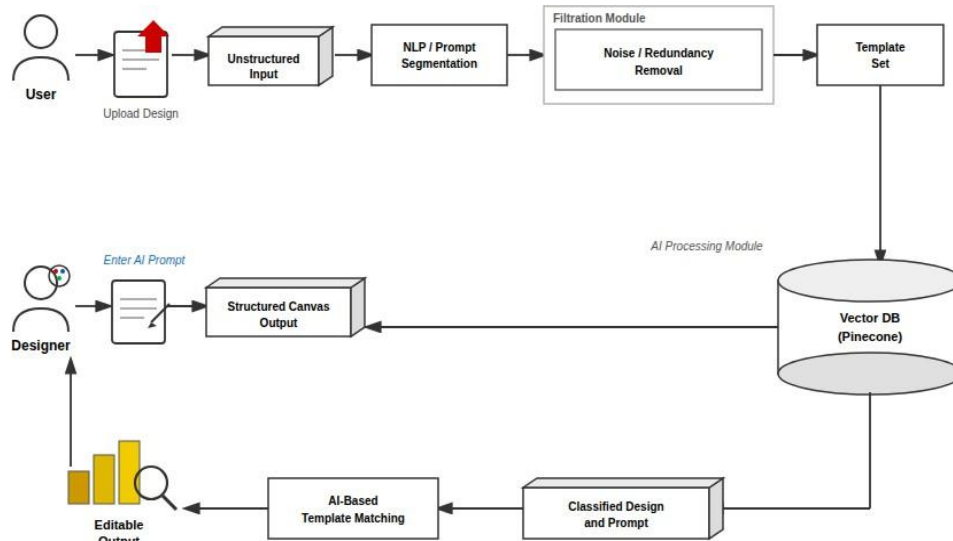 Filtration Module
Unstructured
Input
NLP / Prompt
Segmentation
Noise / Redundancy
Removal
Template
Set
User
Upload Design
AI Processing Module
Enter AI Prompt
Structured Canvas
Output
Vector DB
(Pinecone)
Designer
AI-Based
Template Matching
Classified Design
and Prompt
Editable
Output